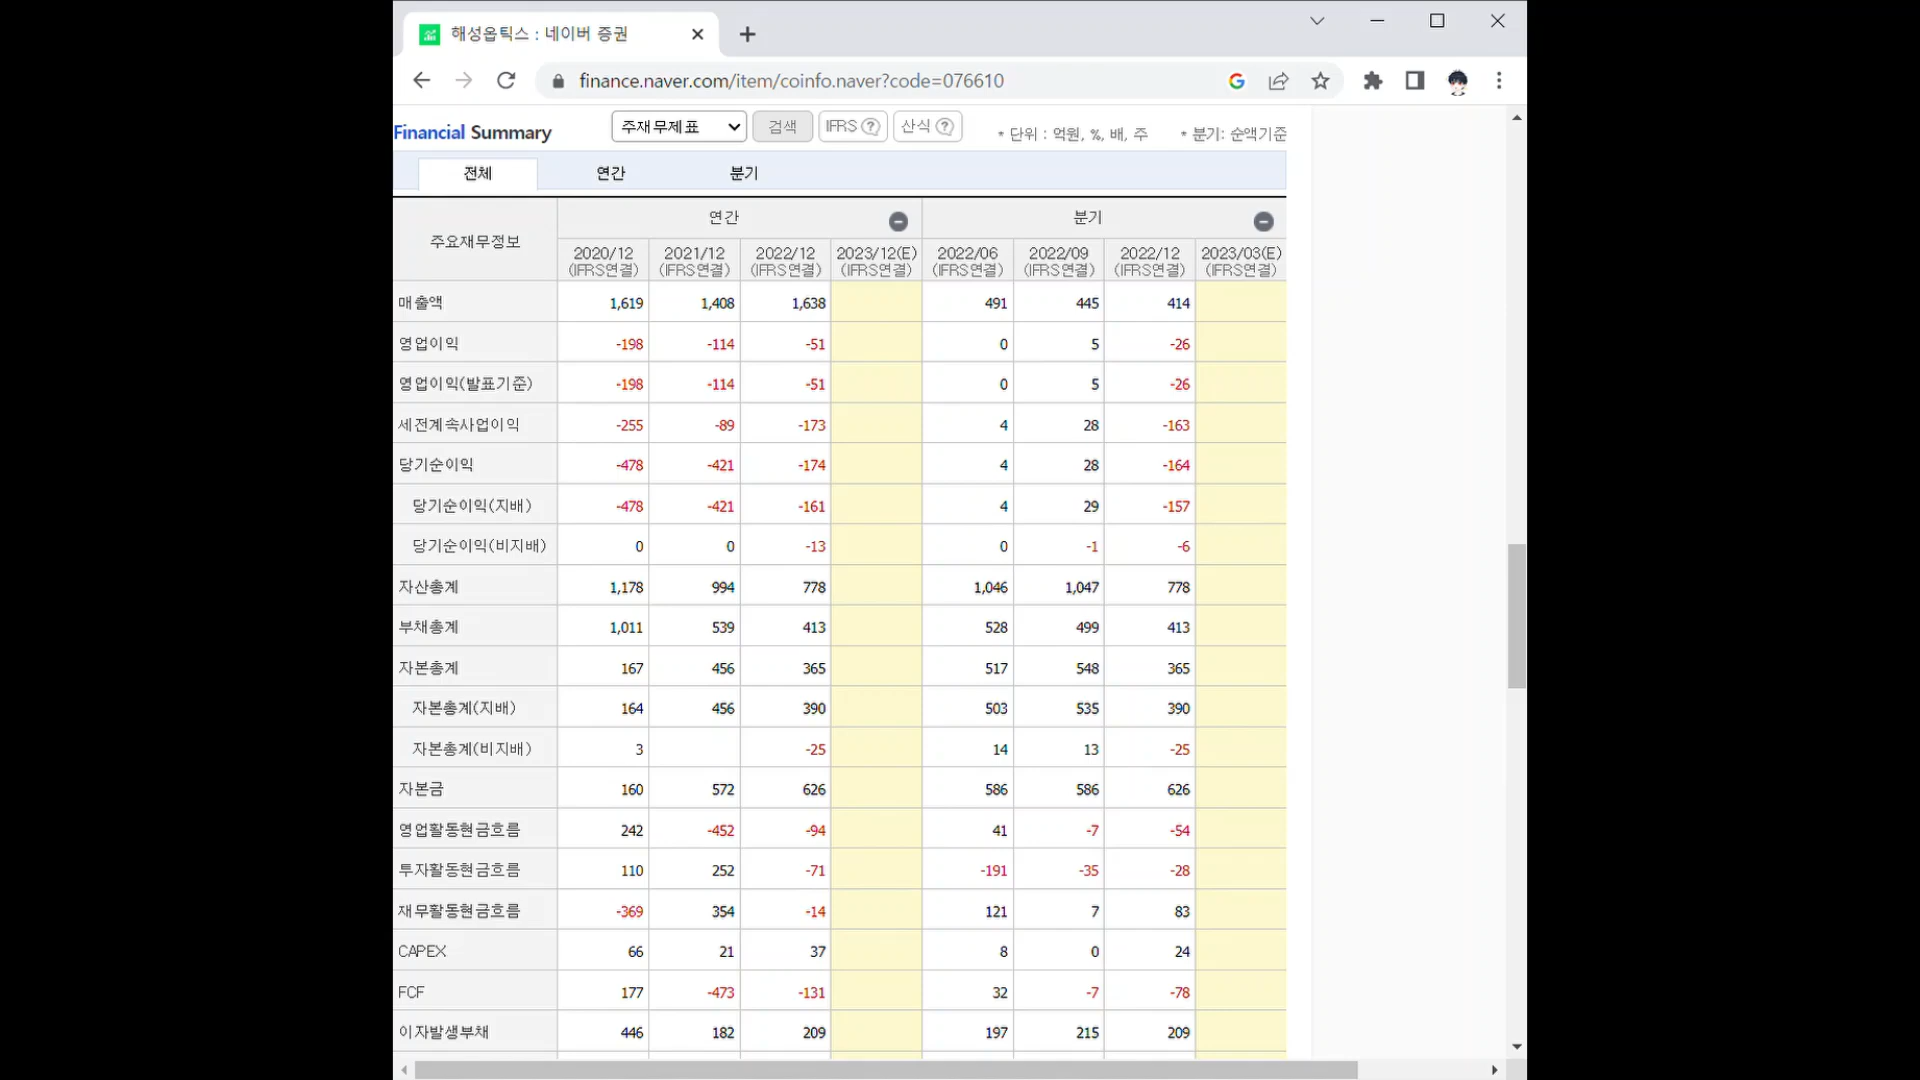 해성옵틱스 : 네이버 증권
finance.naver.com/item/coinfo.naver?code=076610
Financial Summary 주재무제표 검색 IFRS ? 산식 ? * 단위 : 억원, %, 배, 주 * 분기: 순액기준
전체 연간 분기
주요재무정보 연간 분기
2020/12 2021/12 2022/12 2023/12(E) 2022/06 2022/09 2022/12 2023/03(E)
(IFRS연결) (IFRS연결) (IFRS연결) (IFRS연결) (IFRS연결) (IFRS연결) (IFRS연결) (IFRS연결)
매출액 1,619 1,408 1,638 491 445 414
영업이익 -198 -114 -51 0 5 -26
영업이익(발표기준) -198 -114 -51 0 5 -26
세전계속사업이익 -255 -89 -173 4 28 -163
당기순이익 -478 -421 -174 4 28 -164
당기순이익(지배) -478 -421 -161 4 29 -157
당기순이익(비지배) 0 0 -13 0 -1 -6
자산총계 1,178 994 778 1,046 1,047 778
부채총계 1,011 539 413 528 499 413
자본총계 167 456 365 517 548 365
자본총계(지배) 164 456 390 503 535 390
자본총계(비지배) 3 -25 14 13 -25
자본금 160 572 626 586 586 626
영업활동현금흐름 242 -452 -94 41 -7 -54
투자활동현금흐름 110 252 -71 -191 -35 -28
재무활동현금흐름 -369 354 -14 121 7 83
CAPEX 66 21 37 8 0 24
FCF 177 -473 -131 32 -7 -78
이자발생부채 446 182 209 197 215 209